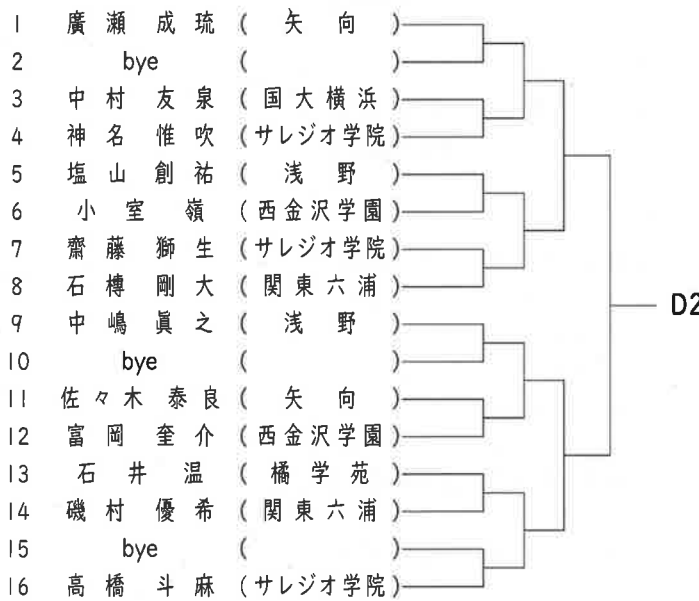 1 廣瀬 成琉 ( 矢向 )
2 bye ( )
3 中村 友泉 ( 国大横浜 )
4 神名 惟吹 ( サレジオ学院 )
5 塩山 創祐 ( 浅野 )
6 小室 嶺 ( 西金沢学園 )
7 齋藤 獅生 ( サレジオ学院 )
8 石槫 剛大 ( 関東六浦 )
9 中嶋 眞之 ( 浅野 )
10 bye ( )
11 佐々木 泰良 ( 矢向 )
12 富岡 奎介 ( 西金沢学園 )
13 石井 温 ( 橘学苑 )
14 磯村 優希 ( 関東六浦 )
15 bye ( )
16 高橋 斗麻 ( サレジオ学院 )
D2